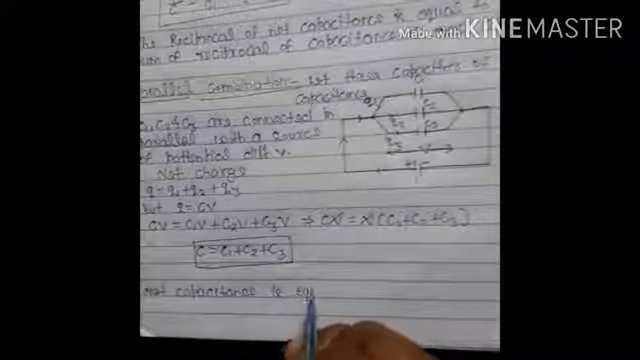 The Reciprocal of net capacitance is equal to
sum of reciprocal of capacitance
Made with KINEMASTER
parallel Combination - let three capacitors of
capacitance
C₁,C₂&C₃ are connected in
parallel with a source
of potential diff V.
Net charge
q = q₁+q₂+q₃
but q = CV
CV = C₁V + C₂V + C₃V ⇒ CV = V(C₁+C₂+C₃)
C = C₁+C₂+C₃
net capacitance is equ